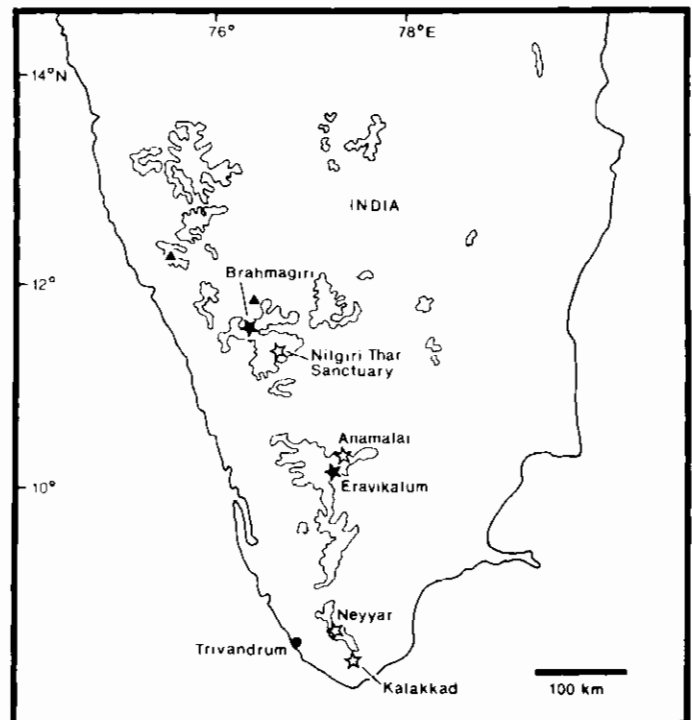 76°
78°E
14°N
INDIA
12°
Brahmagiri
Nilgiri Thar
Sanctuary
Anamalai
10°
Eravikalum
Neyyar
Trivandrum
Kalakkad
100 km